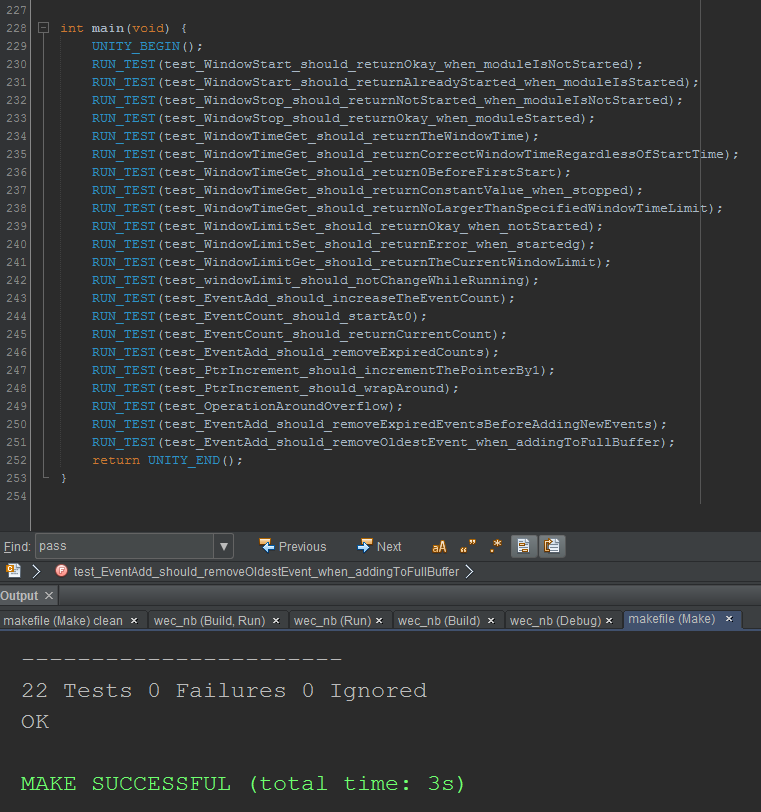 227
228 int main(void) {
229 UNITY_BEGIN();
230 RUN_TEST(test_WindowStart_should_returnOkay_when_moduleIsNotStarted);
231 RUN_TEST(test_WindowStart_should_returnAlreadyStarted_when_moduleIsStarted);
232 RUN_TEST(test_WindowStop_should_returnNotStarted_when_moduleIsNotStarted);
233 RUN_TEST(test_WindowStop_should_returnOkay_when_moduleStarted);
234 RUN_TEST(test_WindowTimeGet_should_returnTheWindowTime);
235 RUN_TEST(test_WindowTimeGet_should_returnCorrectWindowTimeRegardlessOfStartTime);
236 RUN_TEST(test_WindowTimeGet_should_return0BeforeFirstStart);
237 RUN_TEST(test_WindowTimeGet_should_returnConstantValue_when_stopped);
238 RUN_TEST(test_WindowTimeGet_should_returnNoLargerThanSpecifiedWindowTimeLimit);
239 RUN_TEST(test_WindowLimitSet_should_returnOkay_when_notStarted);
240 RUN_TEST(test_WindowLimitSet_should_returnError_when_startedg);
241 RUN_TEST(test_WindowLimitGet_should_returnTheCurrentWindowLimit);
242 RUN_TEST(test_windowLimit_should_notChangeWhileRunning);
243 RUN_TEST(test_EventAdd_should_increaseTheEventCount);
244 RUN_TEST(test_EventCount_should_startAt0);
245 RUN_TEST(test_EventCount_should_returnCurrentCount);
246 RUN_TEST(test_EventAdd_should_removeExpiredCounts);
247 RUN_TEST(test_PtrIncrement_should_incrementThePointerBy1);
248 RUN_TEST(test_PtrIncrement_should_wrapAround);
249 RUN_TEST(test_OperationAroundOverflow);
250 RUN_TEST(test_EventAdd_should_removeExpiredEventsBeforeAddingNewEvents);
251 RUN_TEST(test_EventAdd_should_removeOldestEvent_when_addingToFullBuffer);
252 return UNITY_END();
253 }
254
Find: pass Previous Next aA “” .*
test_EventAdd_should_removeOldestEvent_when_addingToFullBuffer
Output ×
makefile (Make) clean × wec_nb (Build, Run) × wec_nb (Run) × wec_nb (Build) × wec_nb (Debug) × makefile (Make) ×
-----------------------
22 Tests 0 Failures 0 Ignored
OK
MAKE SUCCESSFUL (total time: 3s)